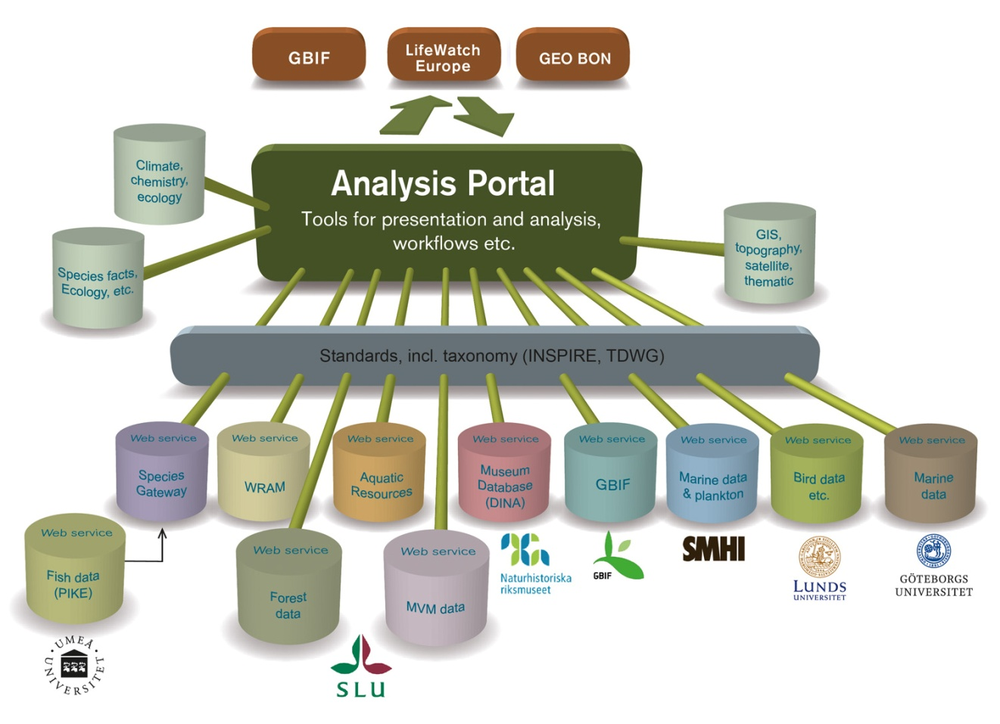 GBIF
LifeWatch
Europe
GEO BON
Climate,
chemistry,
ecology
Analysis Portal
Tools for presentation and analysis,
workflows etc.
Species facts,
Ecology, etc.
GIS,
topography,
satellite,
thematic
Standards, incl. taxonomy (INSPIRE, TDWG)
Web service
Species
Gateway
Web service
WRAM
Web service
Aquatic
Resources
Web service
Museum
Database
(DINA)
Web service
GBIF
Web service
Marine data
& plankton
Web service
Bird data
etc.
Web service
Marine
data
Web service
Fish data
(PIKE)
Web service
Forest
data
Web service
MVM data
Naturhistoriska
riksmuseet
GBIF
SMHI
LUNDS
UNIVERSITET
GÖTEBORGS
UNIVERSITET
UMEÅ
UNIVERSITET
SLU